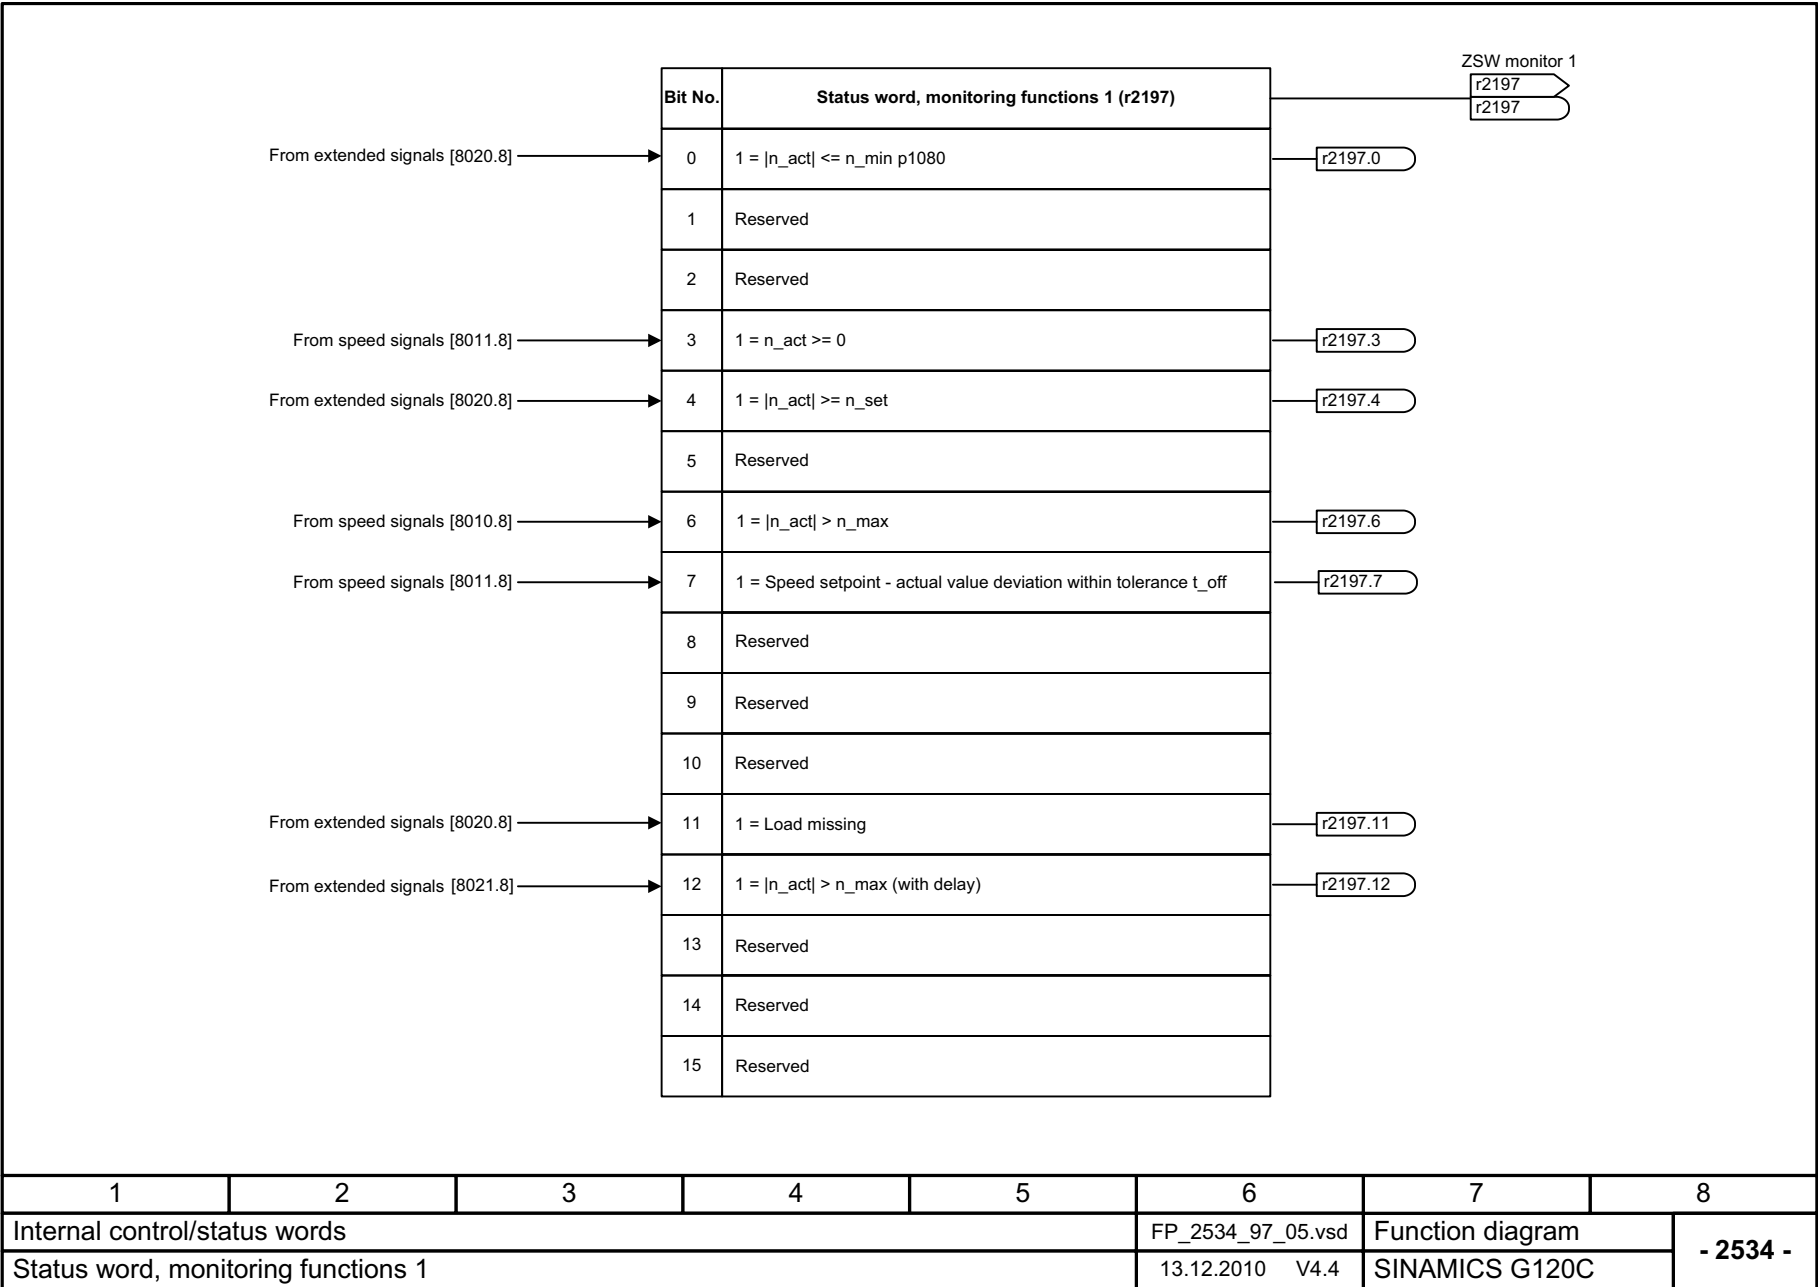 ZSW monitor 1
r2197
r2197
Bit No. Status word, monitoring functions 1 (r2197)
From extended signals [8020.8] 0 1 = |n_act| <= n_min p1080 r2197.0
1 Reserved
2 Reserved
From speed signals [8011.8] 3 1 = n_act >= 0 r2197.3
From extended signals [8020.8] 4 1 = |n_act| >= n_set r2197.4
5 Reserved
From speed signals [8010.8] 6 1 = |n_act| > n_max r2197.6
From speed signals [8011.8] 7 1 = Speed setpoint - actual value deviation within tolerance t_off r2197.7
8 Reserved
9 Reserved
10 Reserved
From extended signals [8020.8] 11 1 = Load missing r2197.11
From extended signals [8021.8] 12 1 = |n_act| > n_max (with delay) r2197.12
13 Reserved
14 Reserved
15 Reserved
1 2 3 4 5 6 7 8
Internal control/status words FP_2534_97_05.vsd Function diagram
- 2534 -
Status word, monitoring functions 1 13.12.2010 V4.4 SINAMICS G120C